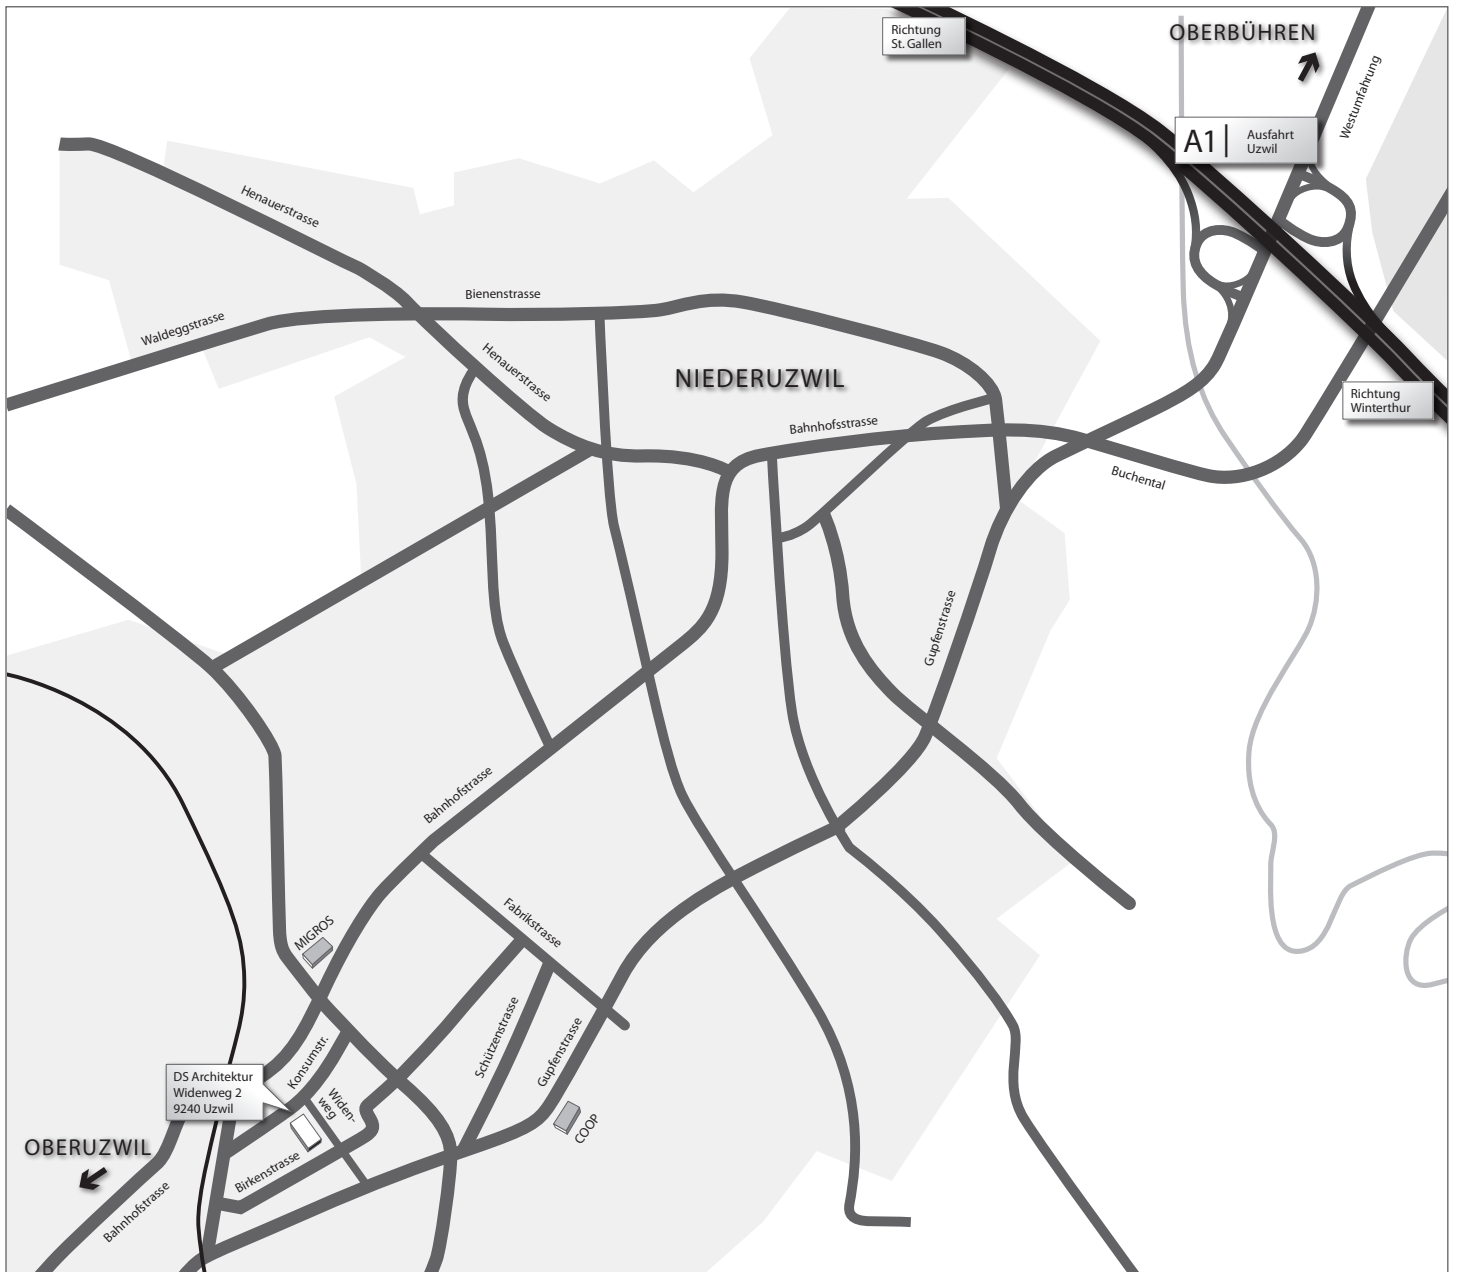 Richtung
St. Gallen
OBERBÜHREN
Westumfahrung
A1 | Ausfahrt
Uzwil
Henauerstrasse
Bienenstrasse
Waldeggstrasse
Henauerstrasse
NIEDERUZWIL
Richtung
Winterthur
Bahnhofsstrasse
Buchental
Gupfenstrasse
Bahnhofstrasse
Fabrikstrasse
MIGROS
Schützenstrasse
Gupfenstrasse
Konsumstr.
DS Architektur
Widenweg 2
9240 Uzwil
Widen-
weg
COOP
OBERUZWIL
Birkenstrasse
Bahnhofstrasse